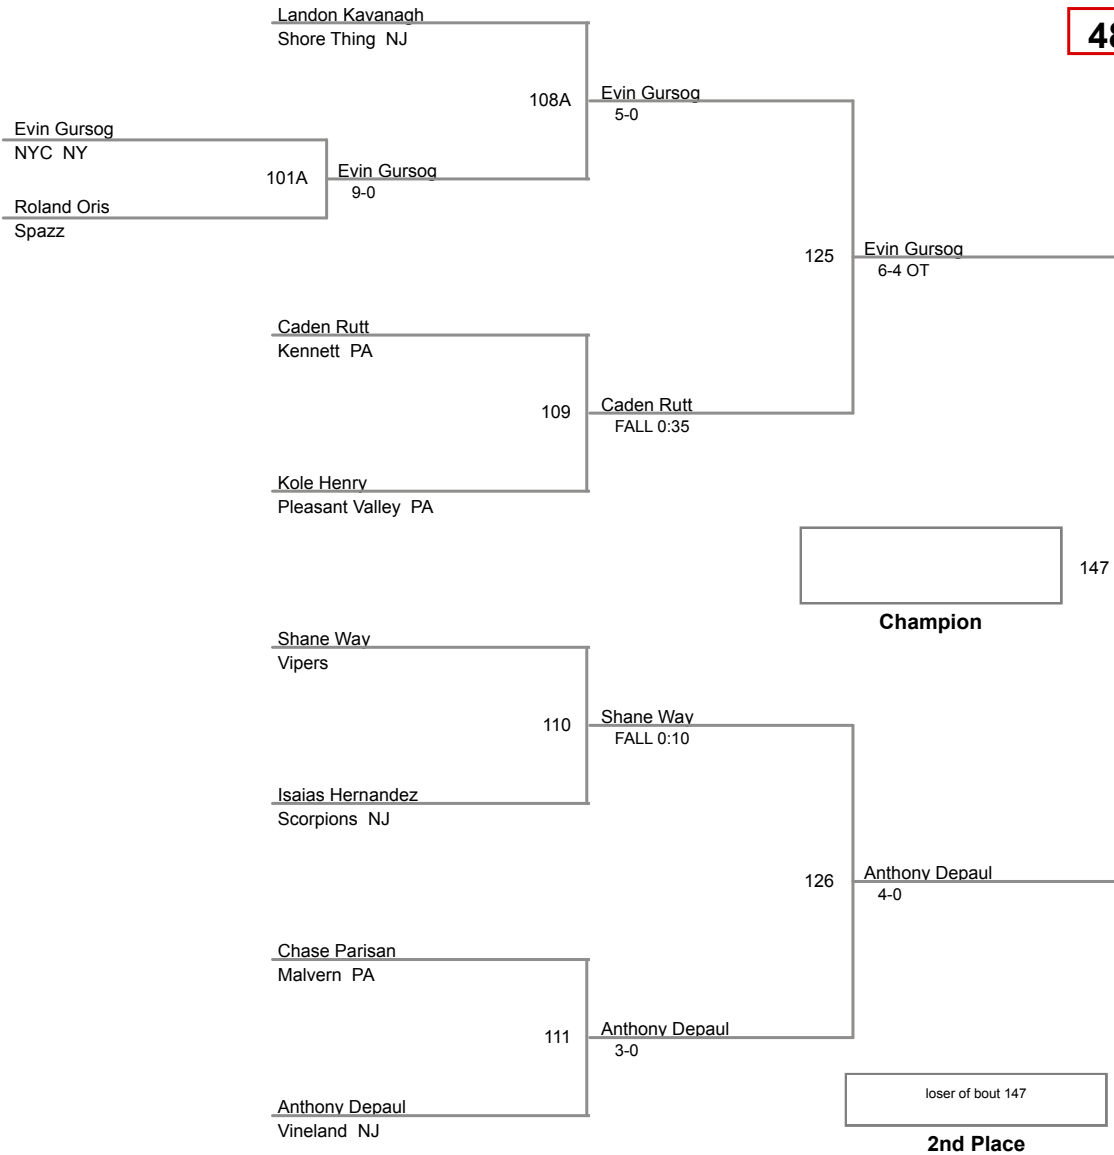 Landon Kavanagh
Shore Thing NJ
48
108A
Evin Gursog
5-0
Evin Gursog
NYC NY
101A
Evin Gursog
9-0
Roland Oris
Spazz
125
Evin Gursog
6-4 OT
Caden Rutt
Kennett PA
109
Caden Rutt
FALL 0:35
Kole Henry
Pleasant Valley PA
147
Champion
Shane Way
Vipers
110
Shane Way
FALL 0:10
Isaias Hernandez
Scorpions NJ
126
Anthony Depaul
4-0
Chase Parisan
Malvern PA
111
Anthony Depaul
3-0
Anthony Depaul
Vineland NJ
loser of bout 147
2nd Place